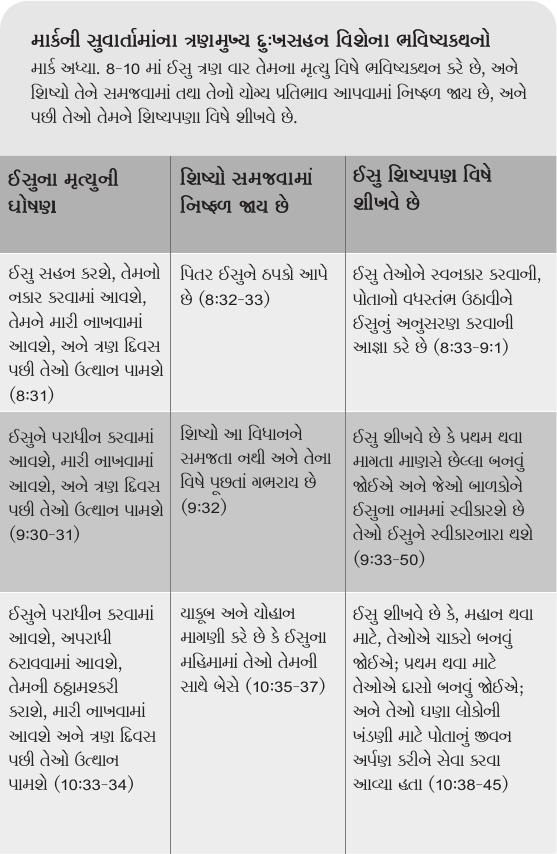 માર્કની સુવાર્તામાંના ત્રણમુખ્ય દુઃખસહન વિશેના ભવિષ્યકથનો
માર્ક અધ્યા. 8-10 માં ઈસુ ત્રણ વાર તેમના મૃત્યુ વિષે ભવિષ્યકથન કરે છે, અને
શિષ્યો તેને સમજવામાં તથા તેનો યોગ્ય પ્રતિભાવ આપવામાં નિષ્ફળ જાય છે, અને
પછી તેઓ તેમને શિષ્યપણા વિષે શીખવે છે.
ઈસુના મૃત્યુની
ઘોષણા
શિષ્યો સમજવામાં
નિષ્ફળ જાય છે
ઈસુ શિષ્યપણ વિષે
શીખવે છે
ઈસુ સહન કરશે, તેમનો
નકાર કરવામાં આવશે,
તેમને મારી નાખવામાં
આવશે, અને ત્રણ દિવસ
પછી તેઓ ઉત્થાન પામશે
(8:31)
પિતર ઈસુને ઠપકો આપે
છે (8:32-33)
ઈસુ તેઓને સ્વનકાર કરવાની,
પોતાનો વધસ્તંભ ઉઠાવીને
ઈસુનું અનુસરણ કરવાની
આજ્ઞા કરે છે (8:33-9:1)
ઈસુને પરાધીન કરવામાં
આવશે, મારી નાખવામાં
આવશે, અને ત્રણ દિવસ
પછી તેઓ ઉત્થાન પામશે
(9:30-31)
શિષ્યો આ વિધાનને
સમજતા નથી અને તેના
વિષે પૂછતાં ગભરાય છે
(9:32)
ઈસુ શીખવે છે કે પ્રથમ થવા
માગતા માણસે છેલ્લા બનવું
જોઈએ અને જેઓ બાળકોને
ઈસુના નામમાં સ્વીકારશે છે
તેઓ ઈસુને સ્વીકારનારા થશે
(9:33-50)
ઈસુને પરાધીન કરવામાં
આવશે, અપરાધી
ઠરાવવામાં આવશે,
તેમની ઠઠ્ઠામશ્કરી
કરાશે, મારી નાખવામાં
આવશે અને ત્રણ દિવસ
પછી તેઓ ઉત્થાન
પામશે (10:33-34)
યાકૂબ અને યોહાન
માગણી કરે છે કે ઈસુના
મહિમામાં તેઓ તેમની
સાથે બેસે (10:35-37)
ઈસુ શીખવે છે કે, મહાન થવા
માટે, તેઓએ ચાકરો બનવું
જોઈએ; પ્રથમ થવા માટે
તેઓએ દાસો બનવું જોઈએ;
અને તેઓ ઘણા લોકોની
ખંડણી માટે પોતાનું જીવન
અર્પણ કરીને સેવા કરવા
આવ્યા હતા (10:38-45)